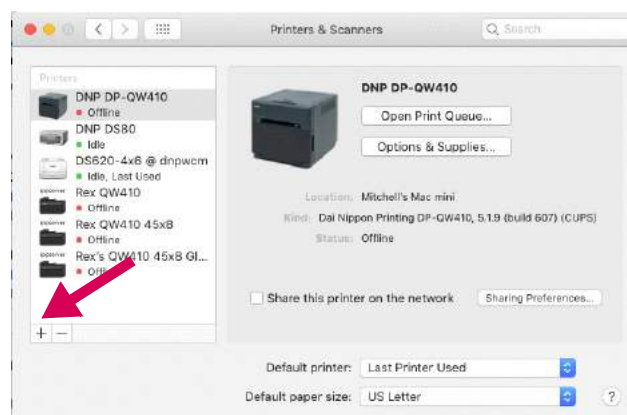 Printers & Scanners
Search
Printers
DNP DP-QW410
Offline
DNP DS80
Idle
DS620-4x6 @ dnpwcm
Idle, Last Used
Rex QW410
Offline
Rex QW410 45x8
Offline
Rex's QW410 45x8 Gl...
Offline
+ −
DNP DP-QW410
Open Print Queue...
Options & Supplies...
Location: Mitchell's Mac mini
Kind: Dai Nippon Printing DP-QW410, 5.1.9 (build 607) (CUPS)
Status: Offline
Share this printer on the network
Sharing Preferences...
Default printer: Last Printer Used
Default paper size: US Letter
?